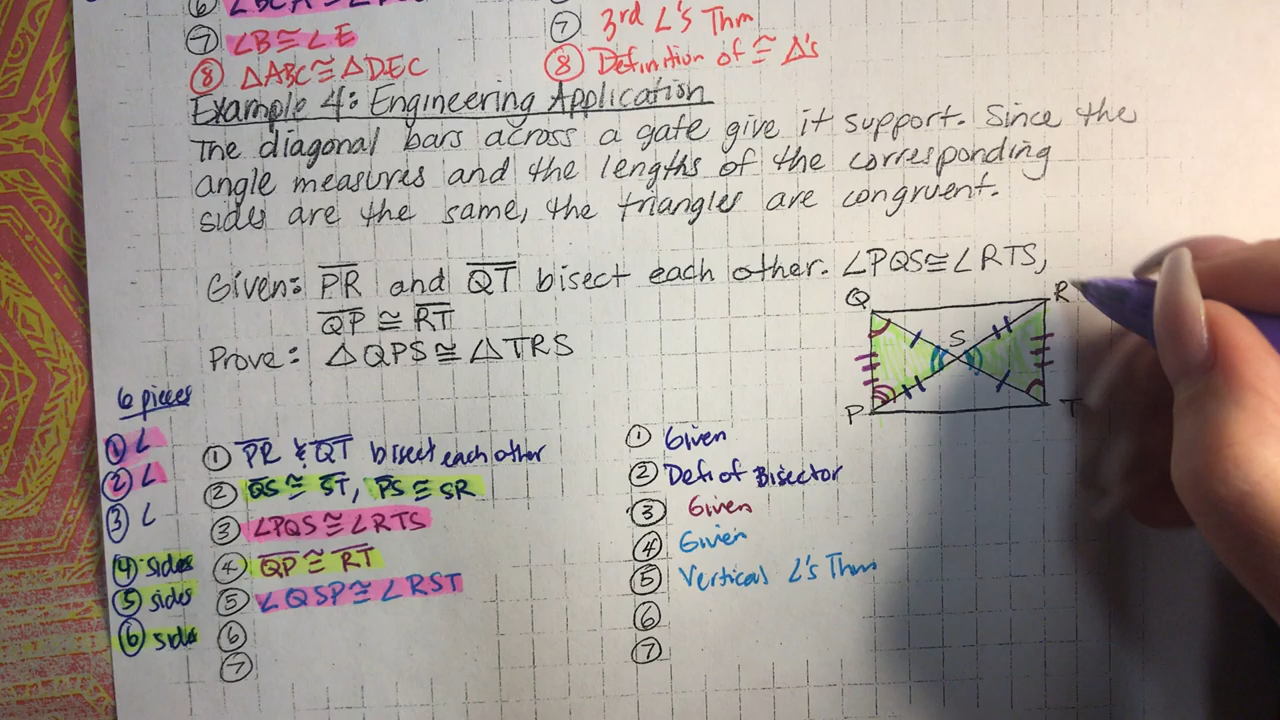 ⑥ ∠BCA ≅ ∠
⑦ ∠B ≅ ∠E ⑦ 3rd ∠'s Thm
⑧ △ABC ≅ △DEC ⑧ Definition of ≅ △'s
Example 4: Engineering Application
The diagonal bars across a gate give it support. Since the
angle measures and the lengths of the corresponding
sides are the same, the triangles are congruent.
Given: PR and QT bisect each other. ∠PQS ≅ ∠RTS,
QP ≅ RT
Prove: △QPS ≅ △TRS
Q R
S
P T
6 pieces
① ∠
② ∠
③ ∠
④ sides
⑤ sides
⑥ side
① PR & QT bisect each other ① Given
② QS ≅ ST, PS ≅ SR ② Def. of Bisector
③ ∠PQS ≅ ∠RTS ③ Given
④ QP ≅ RT ④ Given
⑤ ∠QSP ≅ ∠RST ⑤ Vertical ∠'s Thm
⑥ ⑥
⑦ ⑦